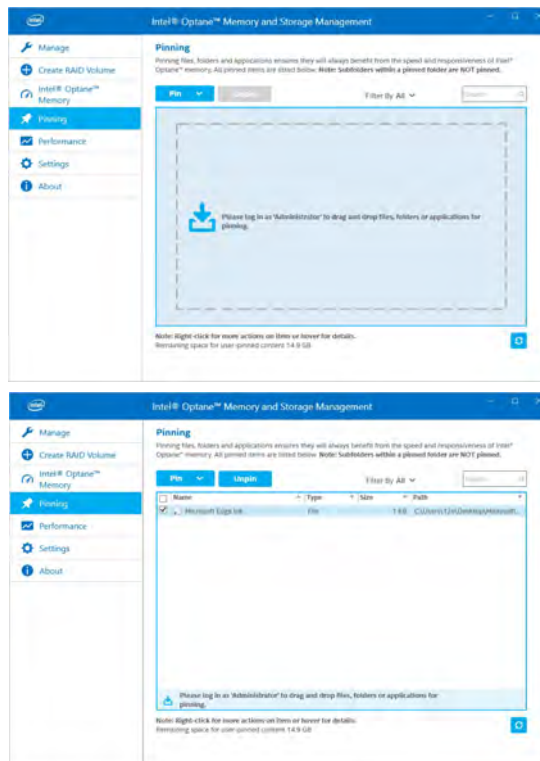 intel
Intel® Optane™ Memory and Storage Management
Manage
Create RAID Volume
Intel® Optane™
Memory
Pinning
Performance
Settings
About
Pinning
Pinning files, folders and applications ensures they will always benefit from the speed and responsiveness of Intel®
Optane™ memory. All pinned items are listed below. Note: Subfolders within a pinned folder are NOT pinned.
Pin
Unpin
Filter By All
Please log in as 'Administrator' to drag and drop files, folders or applications for
pinning.
Note: Right-click for more actions on item or hover for details.
Remaining space for user-pinned content 14.9 GB
intel
Intel® Optane™ Memory and Storage Management
Manage
Create RAID Volume
Intel® Optane™
Memory
Pinning
Performance
Settings
About
Pinning
Pinning files, folders and applications ensures they will always benefit from the speed and responsiveness of Intel®
Optane™ memory. All pinned items are listed below. Note: Subfolders within a pinned folder are NOT pinned.
Pin
Unpin
Filter By All
Name Type Size Path
Microsoft Edge.lnk File 1 KB
Please log in as 'Administrator' to drag and drop files, folders or applications for
pinning.
Note: Right-click for more actions on item or hover for details.
Remaining space for user-pinned content 14.9 GB